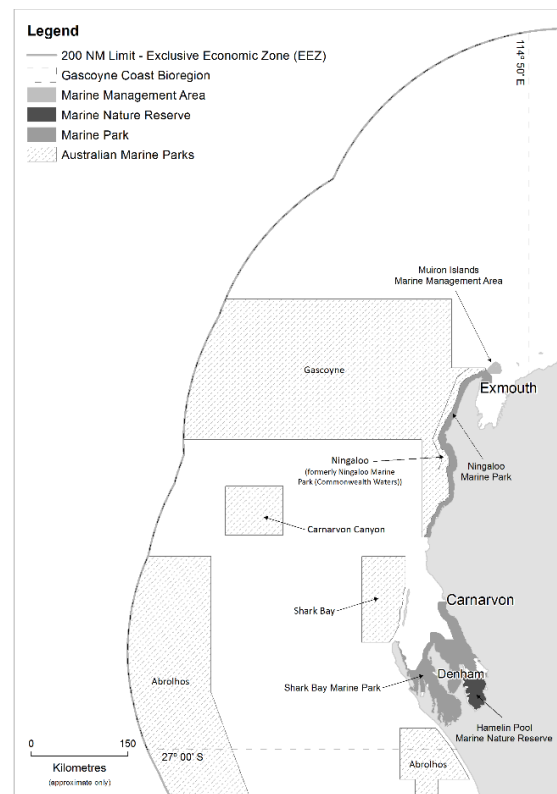 Legend
200 NM Limit - Exclusive Economic Zone (EEZ)
Gascoyne Coast Bioregion
Marine Management Area
Marine Nature Reserve
Marine Park
Australian Marine Parks
114° 50' E
Muiron Islands
Marine Management Area
Gascoyne
Exmouth
Ningaloo
(formerly Ningaloo Marine
Park (Commonwealth Waters))
Ningaloo
Marine Park
Carnarvon Canyon
Carnarvon
Shark Bay
Denham
Abrolhos
Shark Bay Marine Park
Hamelin Pool
Marine Nature Reserve
0 150
Kilometres
(approximate only)
27° 00' S
Abrolhos